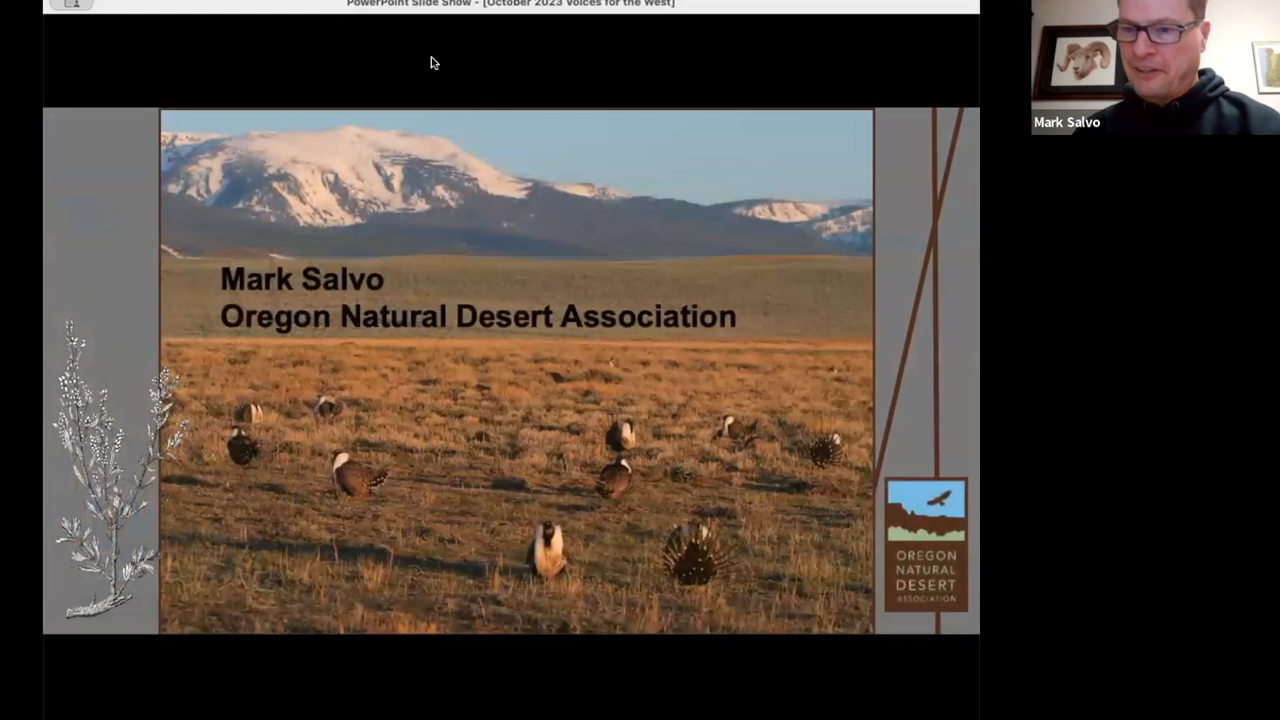 PowerPoint Slide Show - [October 2023 Voices for the West]
Mark Salvo
Mark Salvo
Oregon Natural Desert Association
OREGON
NATURAL
DESERT
ASSOCIATION